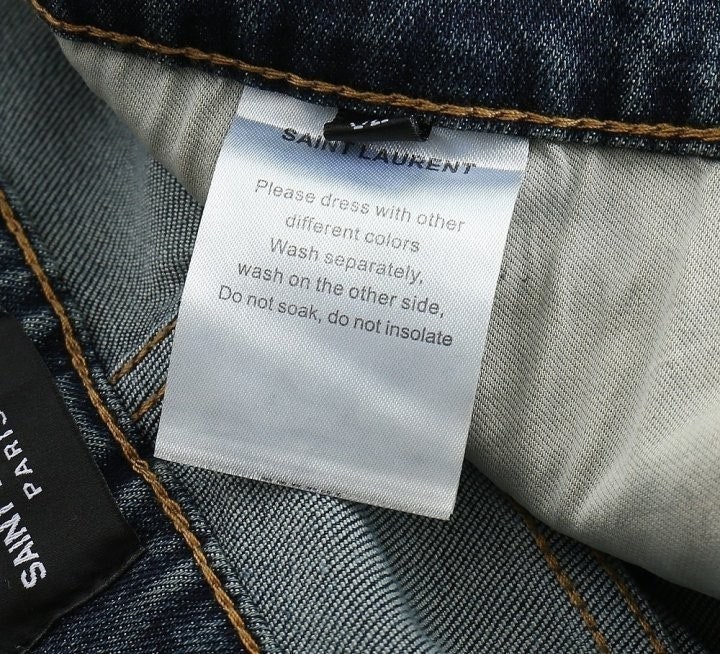 SAINT LAURENT
Please dress with other
different colors
Wash separately,
wash on the other side,
Do not soak, do not insolate
SAINT
PARIS